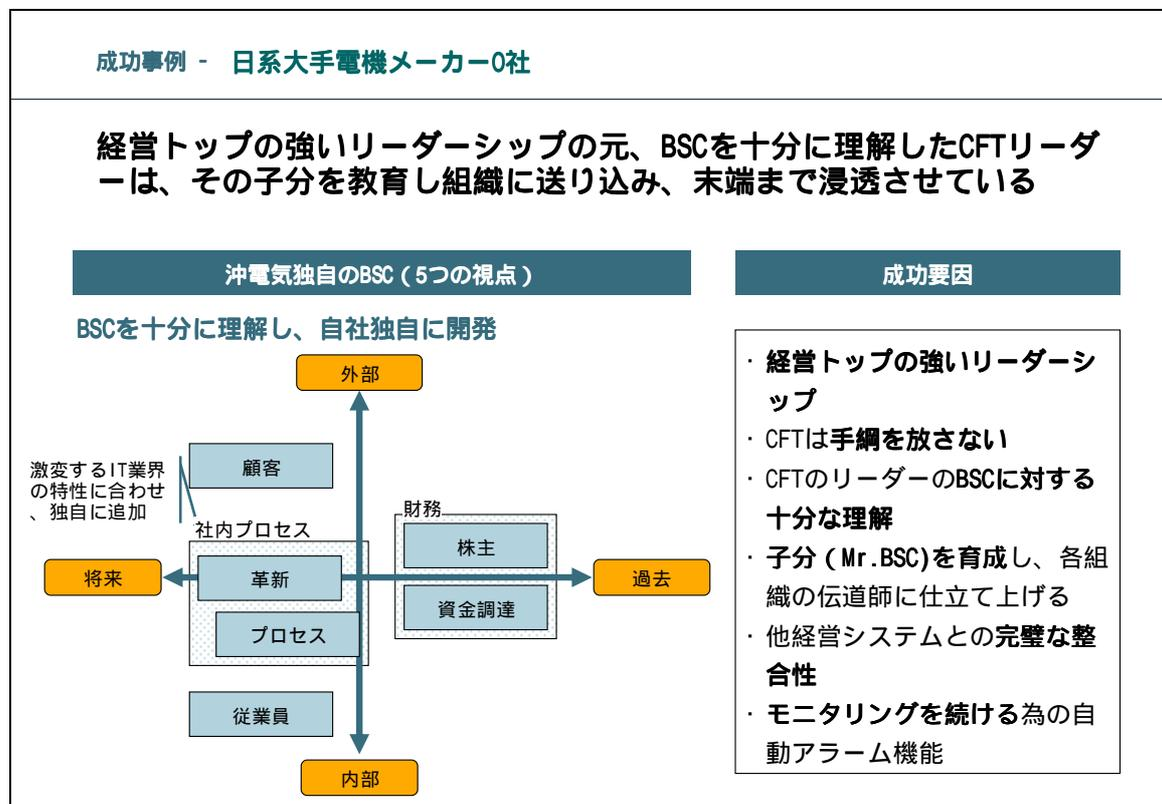 成功事例 - 日系大手電機メーカーO社
経営トップの強いリーダーシップの元、BSCを十分に理解したCFTリーダ
ーは、その子分を教育し組織に送り込み、末端まで浸透させている
沖電気独自のBSC(5つの視点)
BSCを十分に理解し、自社独自に開発
外部
顧客
激変するIT業界
の特性に合わせ
、独自に追加
社内プロセス
革新
プロセス
従業員
財務
株主
資金調達
将来
過去
内部
成功要因
・経営トップの強いリーダーシ
ップ
・CFTは手綱を放さない
・CFTのリーダーのBSCに対する
十分な理解
・子分(Mr.BSC)を育成し、各組
織の伝道師に仕立て上げる
・他経営システムとの完璧な整
合性
・モニタリングを続ける為の自
動アラーム機能